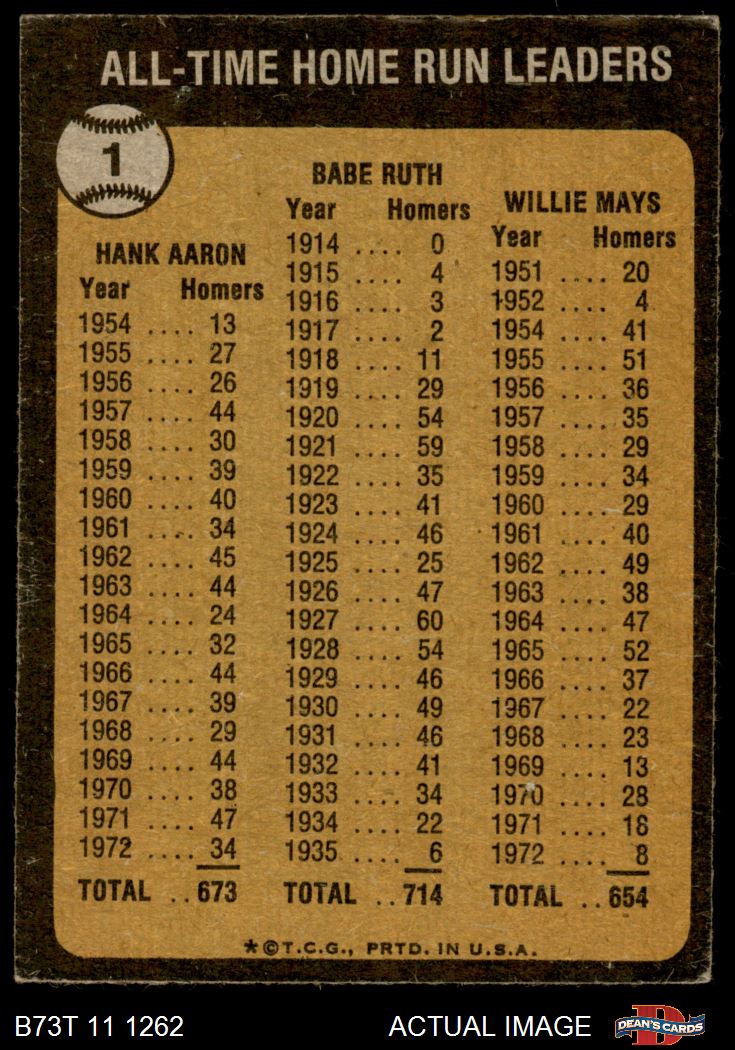 ALL-TIME HOME RUN LEADERS
1
HANK AARON
Year Homers
1954 .... 13
1955 .... 27
1956 .... 26
1957 .... 44
1958 .... 30
1959 .... 39
1960 .... 40
1961 .... 34
1962 .... 45
1963 .... 44
1964 .... 24
1965 .... 32
1966 .... 44
1967 .... 39
1968 .... 29
1969 .... 44
1970 .... 38
1971 .... 47
1972 .... 34
TOTAL ..673
BABE RUTH
Year Homers
1914 .... 0
1915 .... 4
1916 .... 3
1917 .... 2
1918 .... 11
1919 .... 29
1920 .... 54
1921 .... 59
1922 .... 35
1923 .... 41
1924 .... 46
1925 .... 25
1926 .... 47
1927 .... 60
1928 .... 54
1929 .... 46
1930 .... 49
1931 .... 46
1932 .... 41
1933 .... 34
1934 .... 22
1935 .... 6
TOTAL ..714
WILLIE MAYS
Year Homers
1951 .... 20
1952 .... 4
1954 .... 41
1955 .... 51
1956 .... 36
1957 .... 35
1958 .... 29
1959 .... 34
1960 .... 29
1961 .... 40
1962 .... 49
1963 .... 38
1964 .... 47
1965 .... 52
1966 .... 37
1967 .... 22
1968 .... 23
1969 .... 13
1970 .... 28
1971 .... 18
1972 .... 8
TOTAL ..654
*©T.C.G., PRTD. IN U.S.A.
B73T 11 1262 ACTUAL IMAGE
D
DEAN'S CARDS